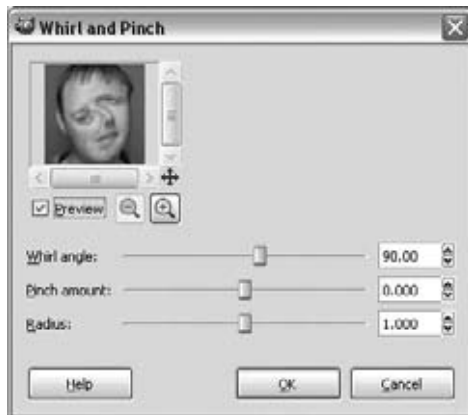 Whirl and Pinch
Preview
Whirl angle: 90.00
Pinch amount: 0.000
Radius: 1.000
Help OK Cancel